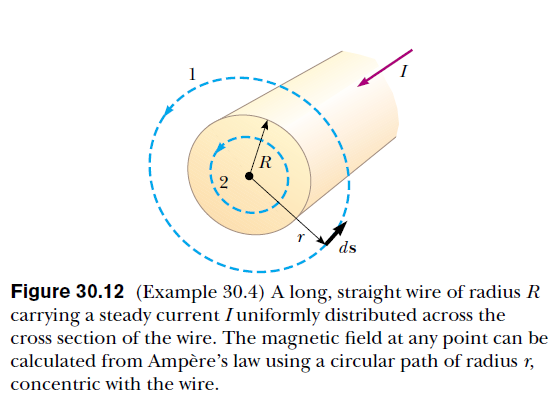 1
I
R
2
r
ds
Figure 30.12 (Example 30.4) A long, straight wire of radius R
carrying a steady current I uniformly distributed across the
cross section of the wire. The magnetic field at any point can be
calculated from Ampère's law using a circular path of radius r,
concentric with the wire.